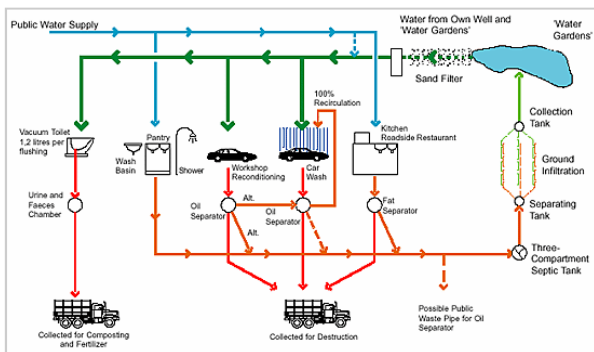 Public Water Supply
Water from Own Well and
'Water Gardens'
'Water
Gardens'
Sand Filter
100%
Recirculation
Collection
Tank
Vacuum Toilet
1,2 litres per
flushing
Pantry
Wash
Basin
Shower
Workshop
Reconditioning
Car
Wash
Kitchen
Roadside Restaurant
Ground
Infiltration
Urine and
Faeces
Chamber
Oil
Separator
Alt.
Oil
Separator
Alt.
Fat
Separator
Separating
Tank
Three-
Compartment
Septic Tank
Possible Public
Waste Pipe for Oil
Separator
Collected for Composting
and Fertilizer
Collected for Destruction